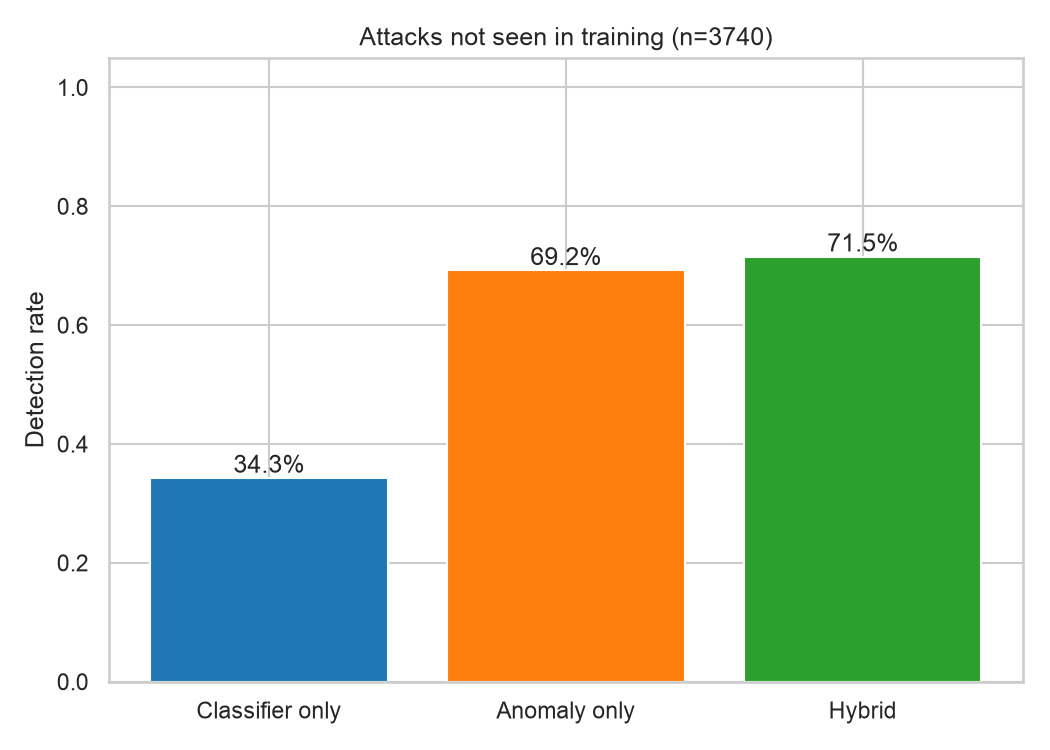 Attacks not seen in training (n=3740)
Detection rate
1.0
0.8
0.6
0.4
0.2
0.0
34.3%
69.2%
71.5%
Classifier only
Anomaly only
Hybrid